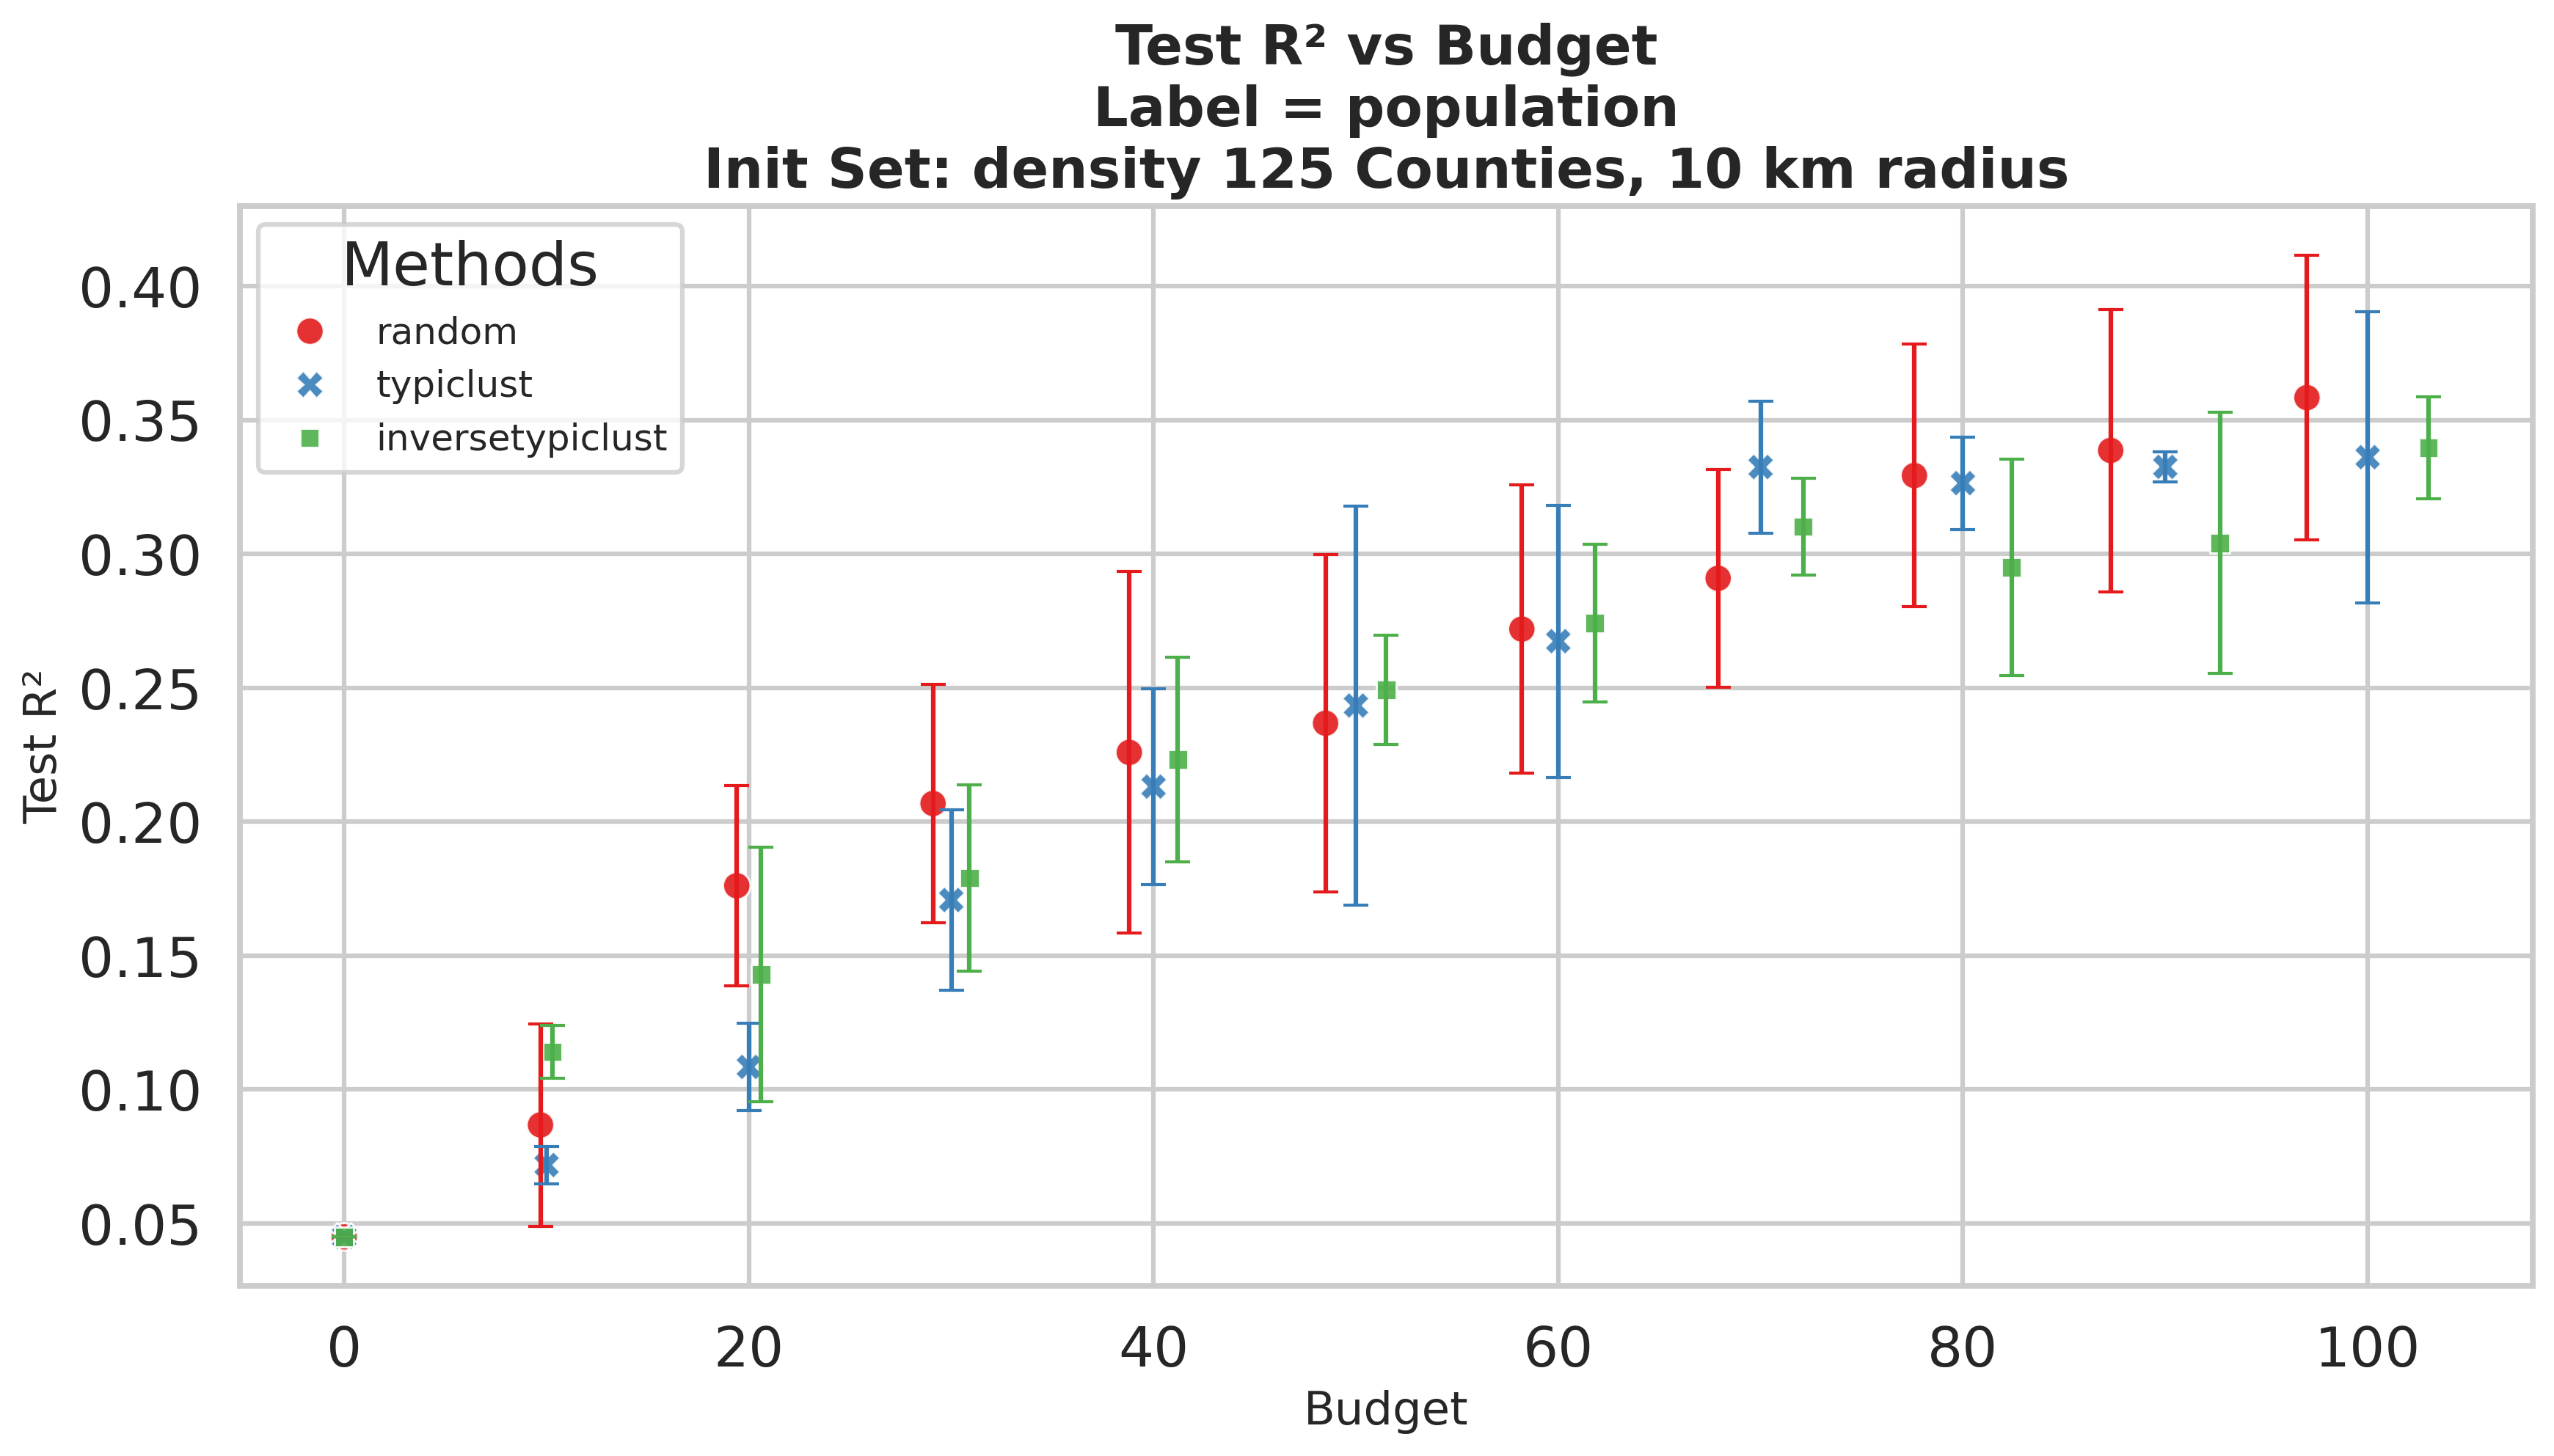 Test R² vs Budget
Label = population
Init Set: density 125 Counties, 10 km radius
Methods
random
typiclust
inversetypiclust
0.40
0.35
0.30
0.25
0.20
0.15
0.10
0.05
Test R²
0 20 40 60 80 100
Budget